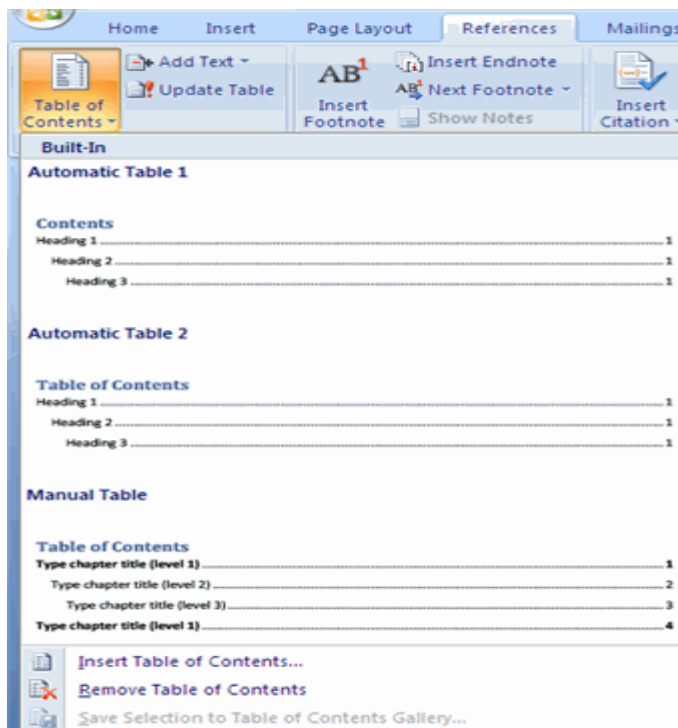 Home Insert Page Layout References Mailings
Add Text
Update Table
Table of
Contents
AB1
Insert
Footnote
Insert Endnote
AB1 Next Footnote
Show Notes
Insert
Citation
Built-In
Automatic Table 1
Contents
Heading 1 1
Heading 2 1
Heading 3 1
Automatic Table 2
Table of Contents
Heading 1 1
Heading 2 1
Heading 3 1
Manual Table
Table of Contents
Type chapter title (level 1) 1
Type chapter title (level 2) 2
Type chapter title (level 3) 3
Type chapter title (level 1) 4
Insert Table of Contents...
Remove Table of Contents
Save Selection to Table of Contents Gallery...